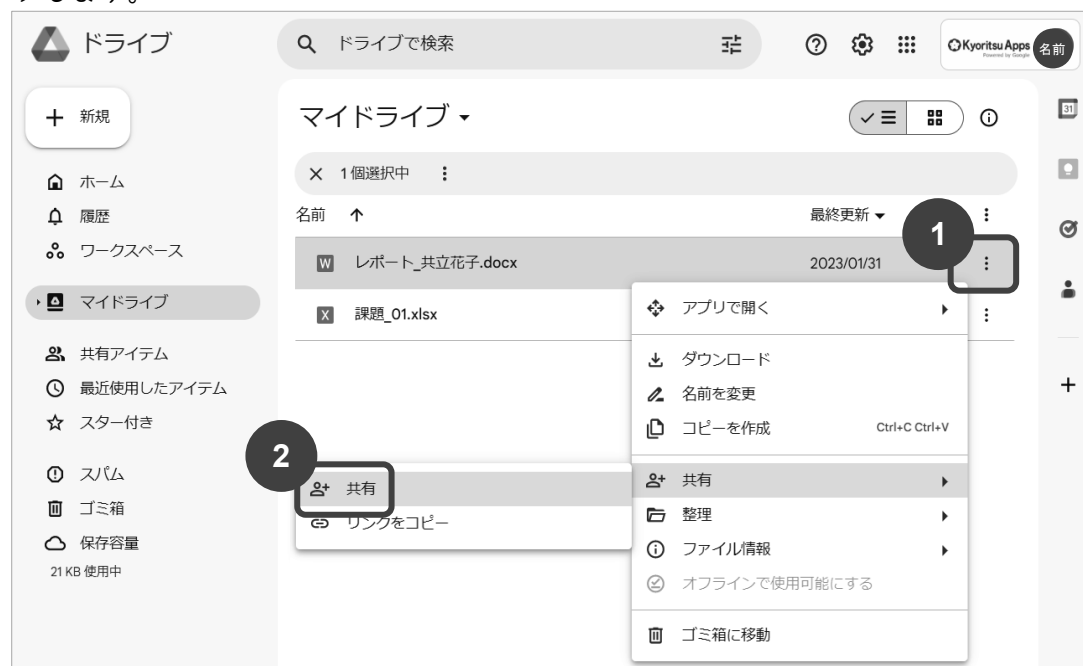 ドライブ
ドライブで検索
Kyoritsu Apps
Powered by Google
名前
新規
マイドライブ
31
1個選択中
ホーム
履歴
ワークスペース
マイドライブ
共有アイテム
最近使用したアイテム
スター付き
スパム
ゴミ箱
保存容量
21 KB 使用中
名前
最終更新
1
W レポート_共立花子.docx
2023/01/31
X 課題_01.xlsx
アプリで開く
ダウンロード
名前を変更
コピーを作成 Ctrl+C Ctrl+V
共有
整理
ファイル情報
オフラインで使用可能にする
ゴミ箱に移動
2
共有
リンクをコピー